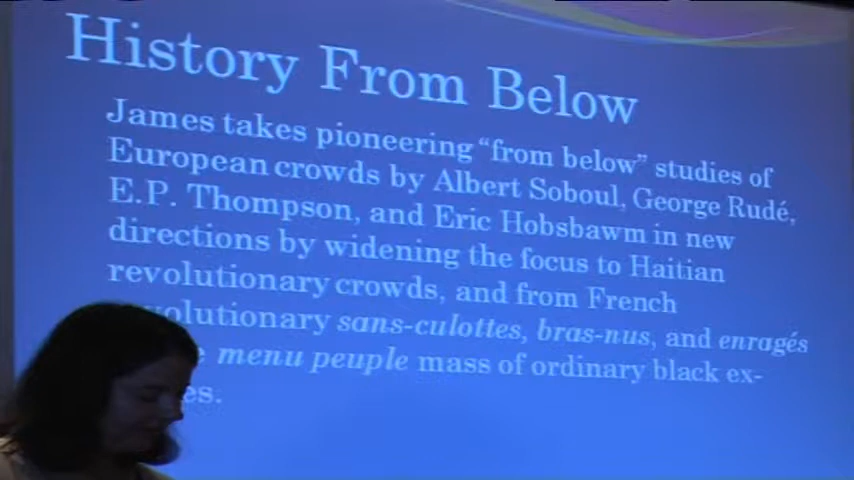 History From Below
James takes pioneering “from below” studies of
European crowds by Albert Soboul, George Rudé,
E.P. Thompson, and Eric Hobsbawm in new
directions by widening the focus to Haitian
revolutionary crowds, and from French
revolutionary sans-culottes, bras-nus, and enragés
menu peuple mass of ordinary black ex-